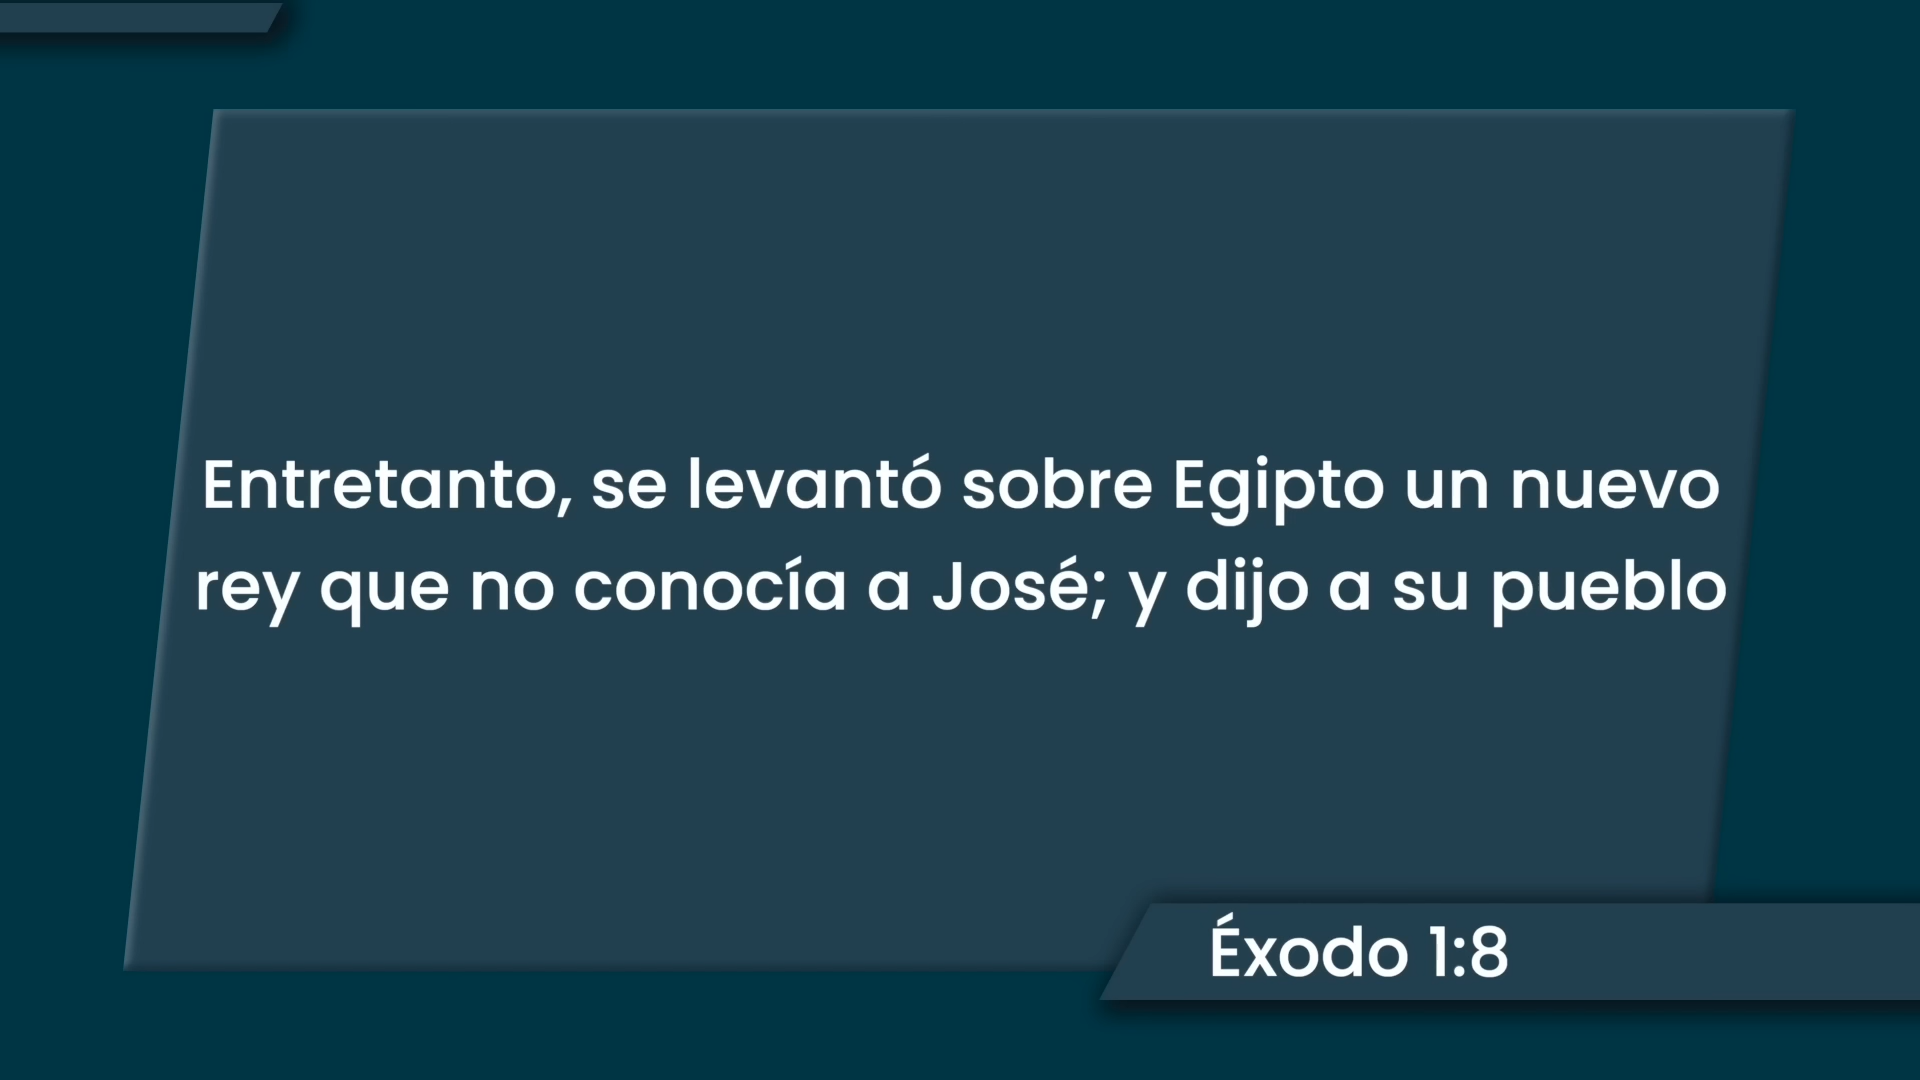 Entretanto, se levantó sobre Egipto un nuevo
rey que no conocía a José; y dijo a su pueblo
Éxodo 1:8